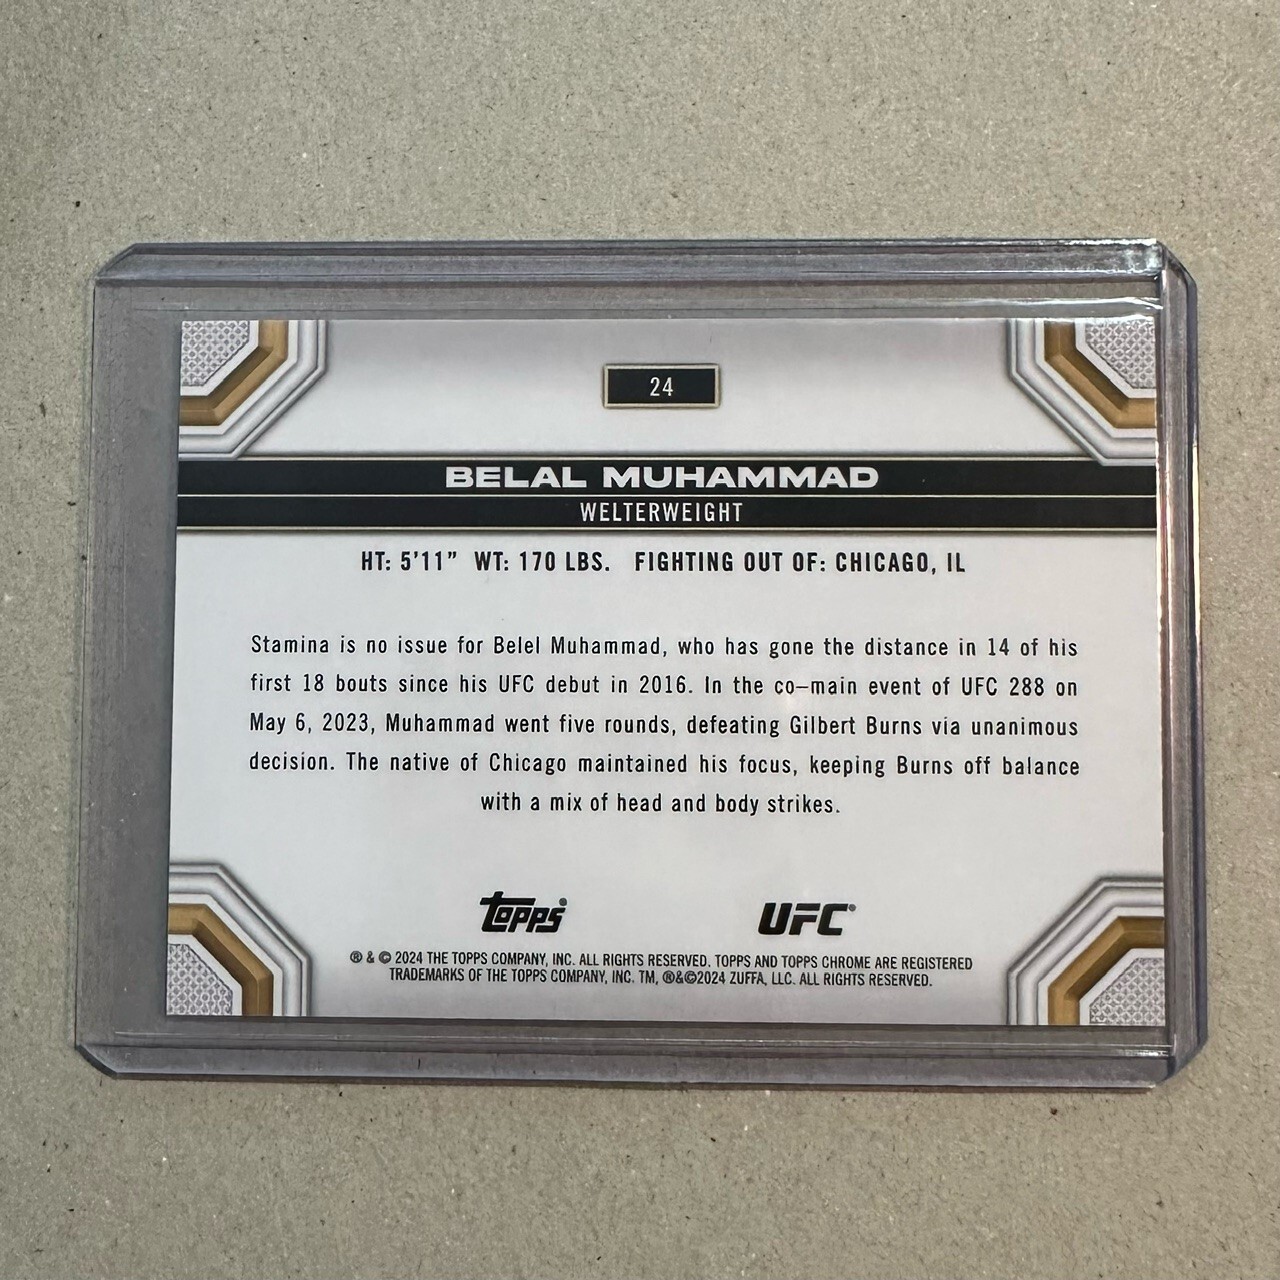 24
BELAL MUHAMMAD
WELTERWEIGHT
HT: 5'11" WT: 170 LBS. FIGHTING OUT OF: CHICAGO, IL
Stamina is no issue for Belel Muhammad, who has gone the distance in 14 of his
first 18 bouts since his UFC debut in 2016. In the co–main event of UFC 288 on
May 6, 2023, Muhammad went five rounds, defeating Gilbert Burns via unanimous
decision. The native of Chicago maintained his focus, keeping Burns off balance
with a mix of head and body strikes.
topps UFC®
® & © 2024 THE TOPPS COMPANY, INC. ALL RIGHTS RESERVED. TOPPS AND TOPPS CHROME ARE REGISTERED
TRADEMARKS OF THE TOPPS COMPANY, INC. TM, ®&©2024 ZUFFA, LLC. ALL RIGHTS RESERVED.